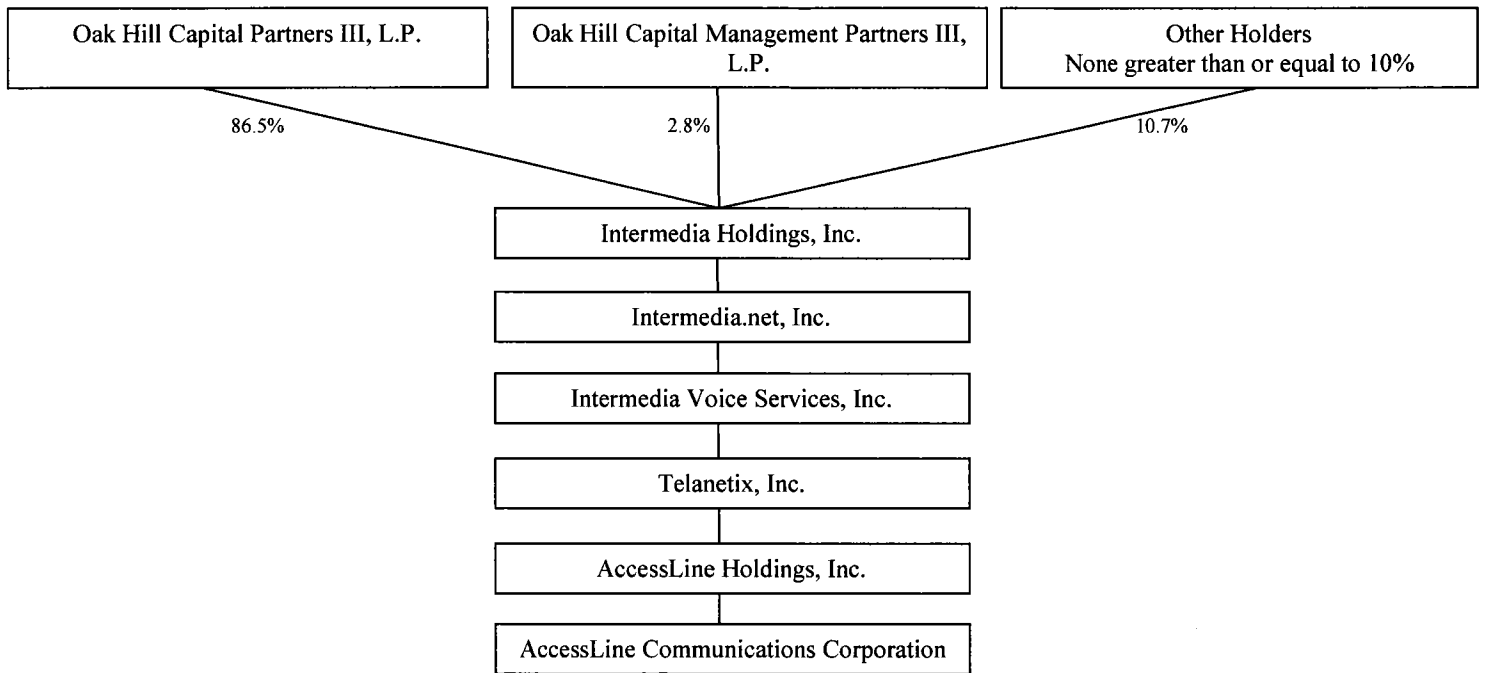 Oak Hill Capital Partners III, L.P.
Oak Hill Capital Management Partners III,
L.P.
Other Holders
None greater than or equal to 10%
86.5%
2.8%
10.7%
Intermedia Holdings, Inc.
Intermedia.net, Inc.
Intermedia Voice Services, Inc.
Telanetix, Inc.
AccessLine Holdings, Inc.
AccessLine Communications Corporation